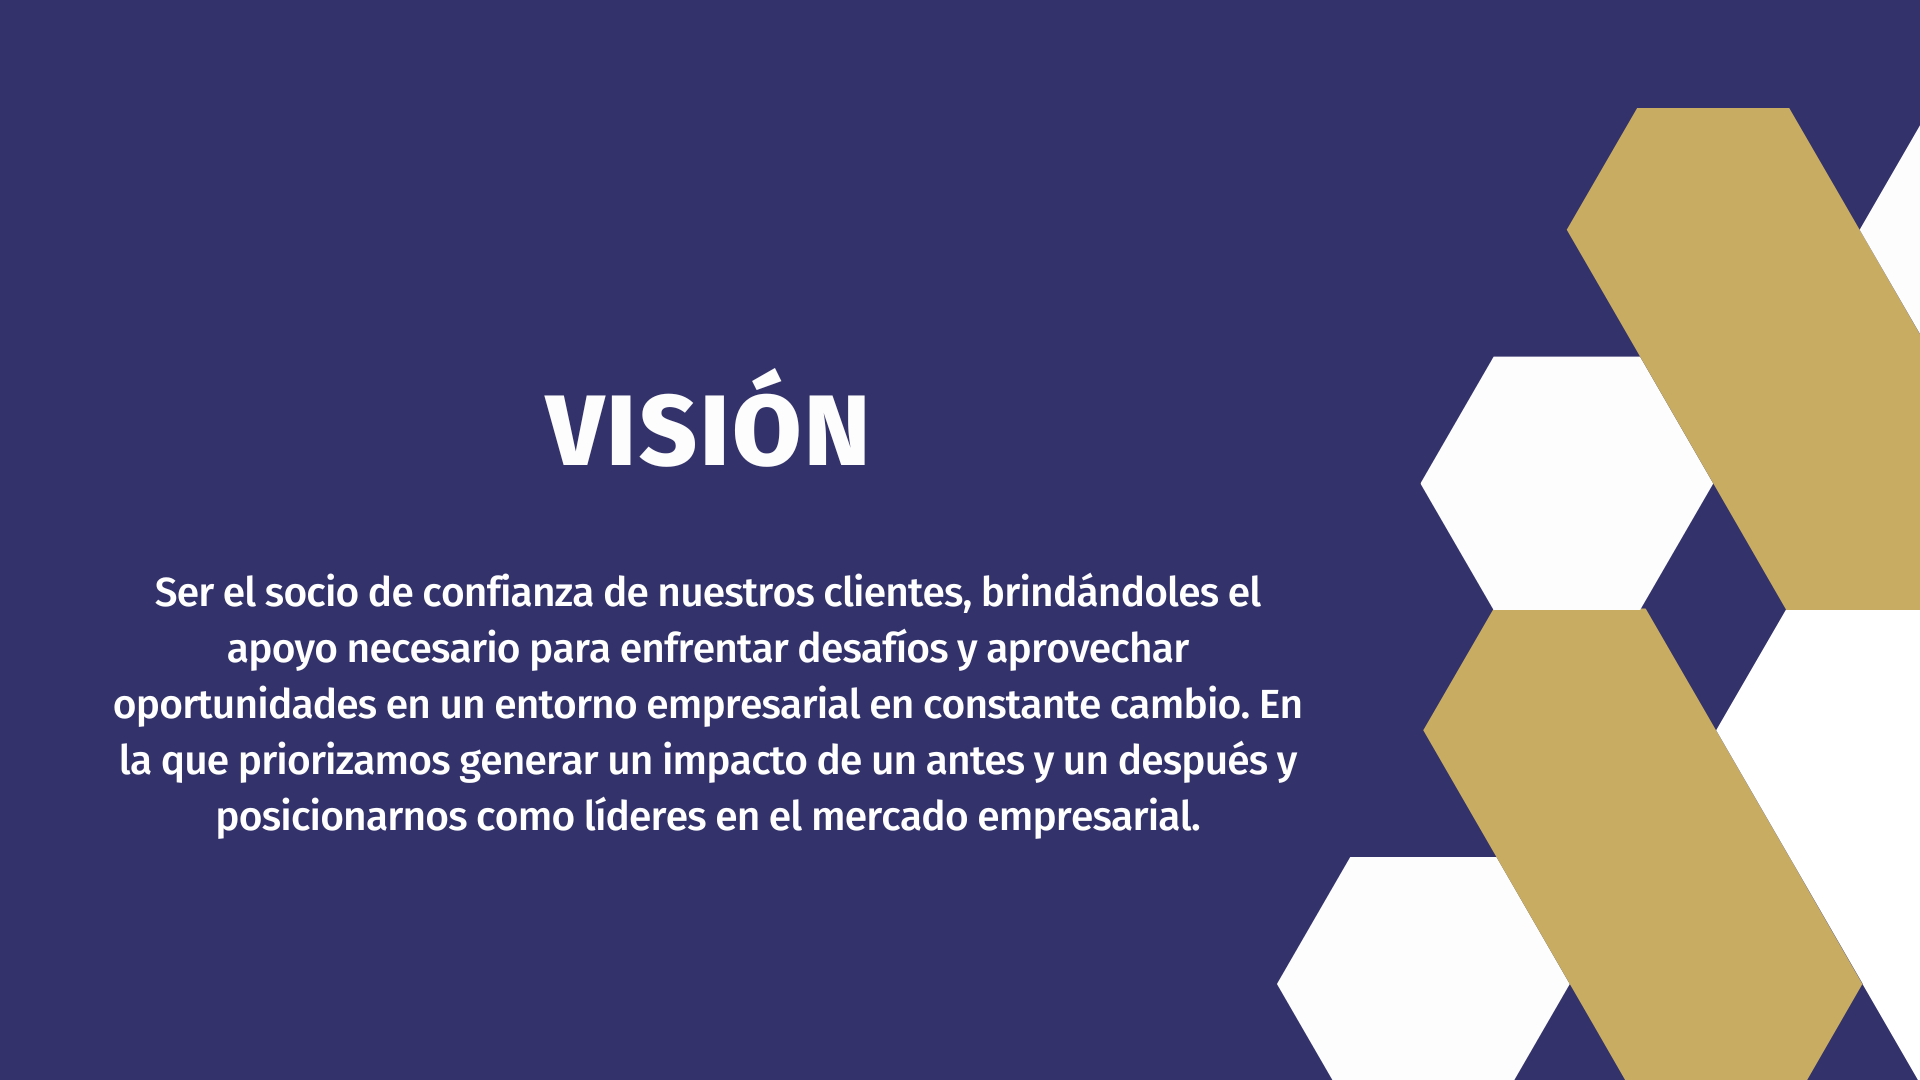 VISIÓN
Ser el socio de confianza de nuestros clientes, brindándoles el
apoyo necesario para enfrentar desafíos y aprovechar
oportunidades en un entorno empresarial en constante cambio. En
la que priorizamos generar un impacto de un antes y un después y
posicionarnos como líderes en el mercado empresarial.